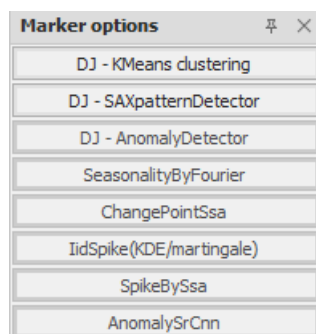 Marker options
DJ - KMeans clustering
DJ - SAXpatternDetector
DJ - AnomalyDetector
SeasonalityByFourier
ChangePointSsa
IidSpike(KDE/martingale)
SpikeBySsa
AnomalySrCnn